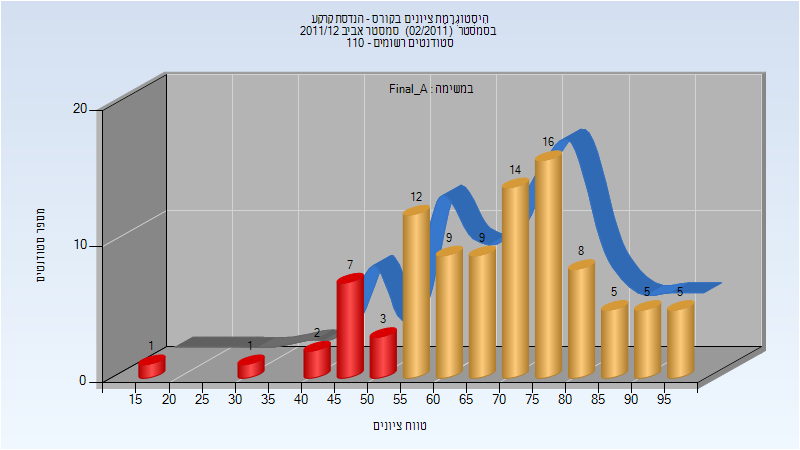 היסטוגרמת ציונים בקורס - הנדסת קרקע
בסמסטר (02/2011) סמסטר אביב 2011/12
סטודנטים רשומים - 110
במשימה : Final_A
מספר סטודנטים
20
10
0
1
1
2
7
3
12
9
9
14
16
8
5
5
5
15 20 25 30 35 40 45 50 55 60 65 70 75 80 85 90 95
טווח ציונים